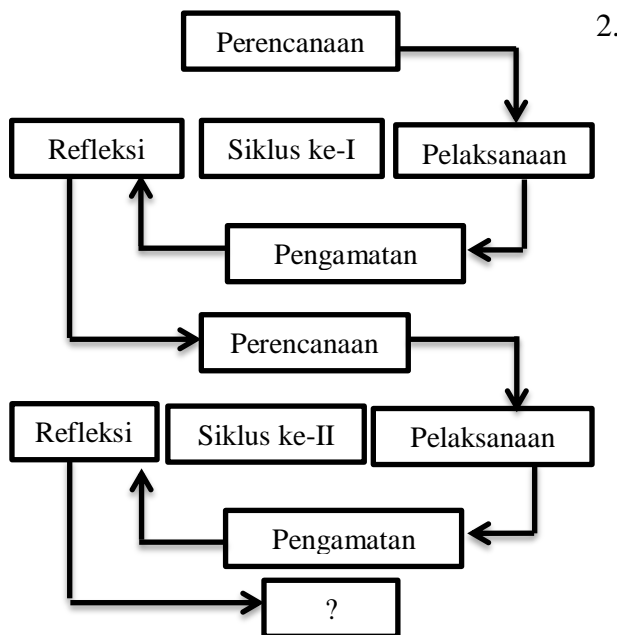 Perencanaan
2.
Refleksi
Siklus ke-I
Pelaksanaan
Pengamatan
Perencanaan
Refleksi
Siklus ke-II
Pelaksanaan
Pengamatan
?